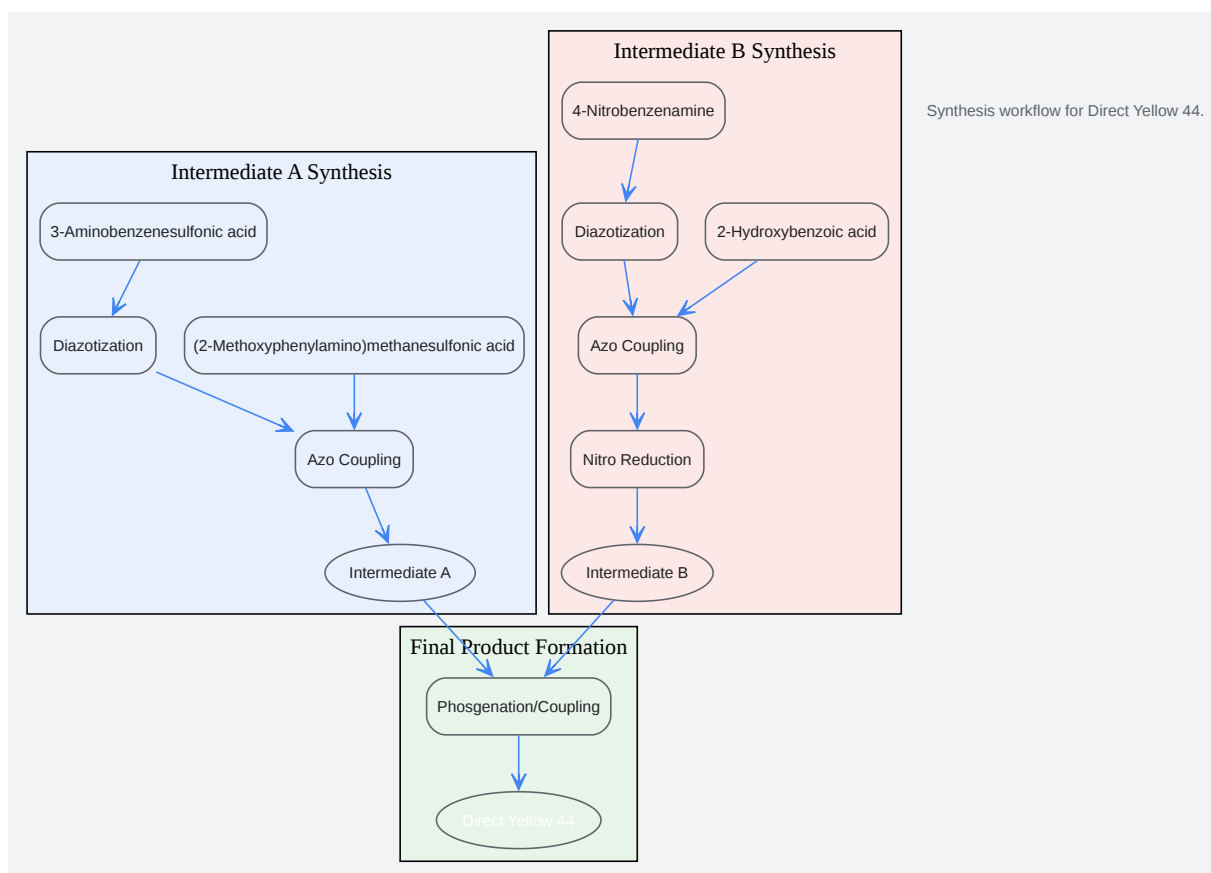 Intermediate B Synthesis
4-Nitrobenzenamine
Synthesis workflow for Direct Yellow 44.
Intermediate A Synthesis
3-Aminobenzenesulfonic acid
Diazotization
2-Hydroxybenzoic acid
Diazotization
(2-Methoxyphenylamino)methanesulfonic acid
Azo Coupling
Azo Coupling
Nitro Reduction
Intermediate A
Intermediate B
Final Product Formation
Phosgenation/Coupling
Direct Yellow 44